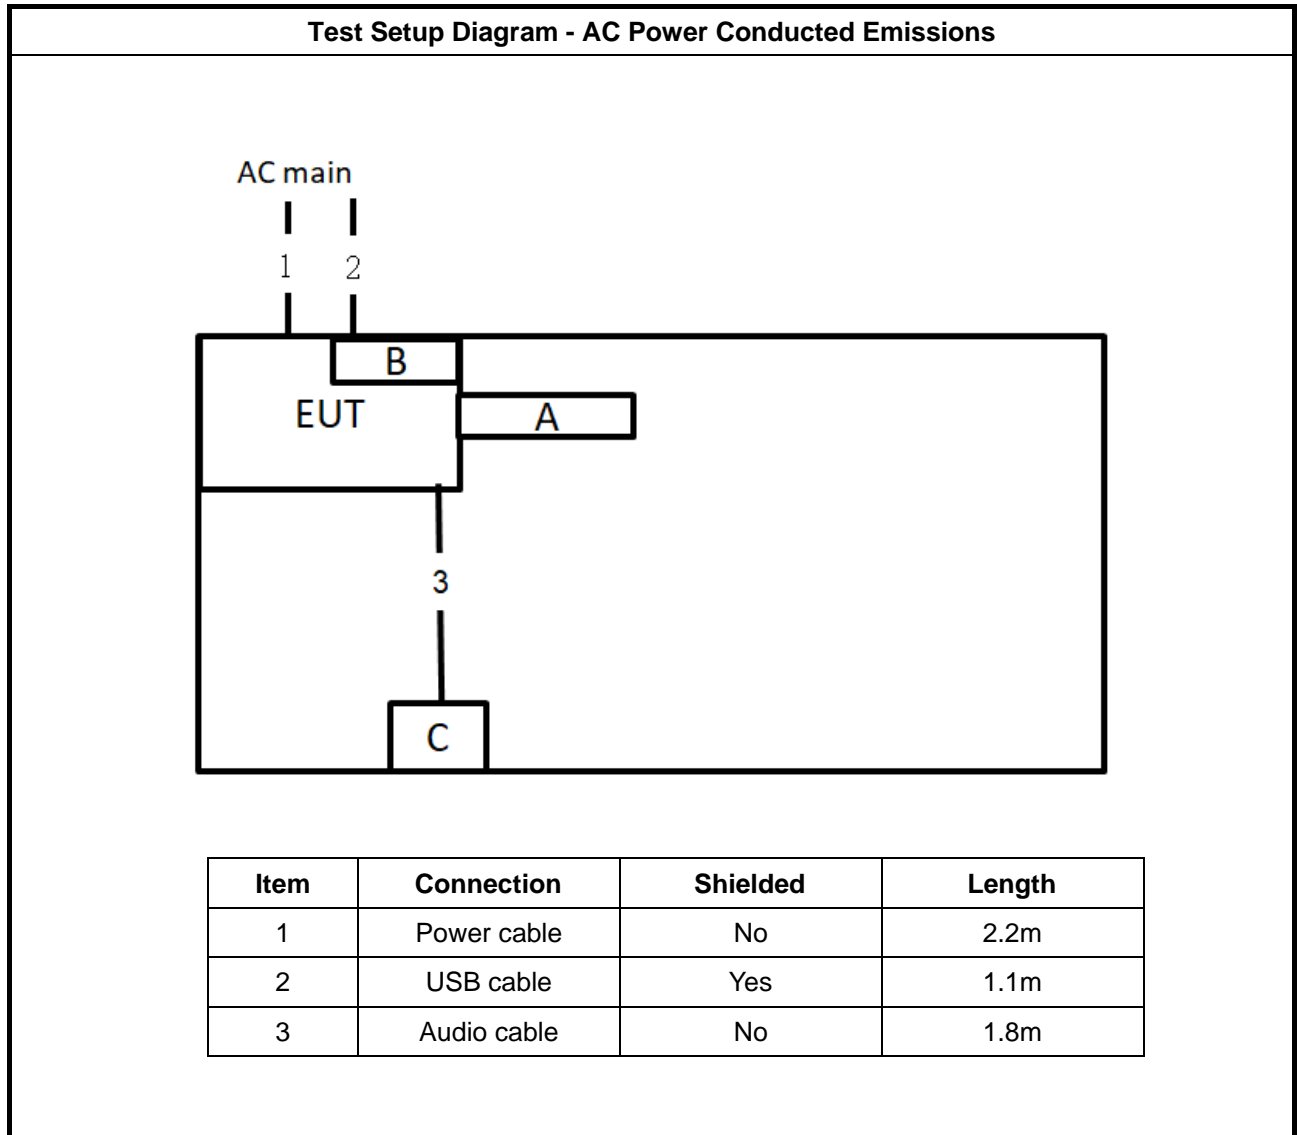 Test Setup Diagram - AC Power Conducted Emissions
AC main
1 2
B
EUT A
3
C
Item Connection Shielded Length
1 Power cable No 2.2m
2 USB cable Yes 1.1m
3 Audio cable No 1.8m